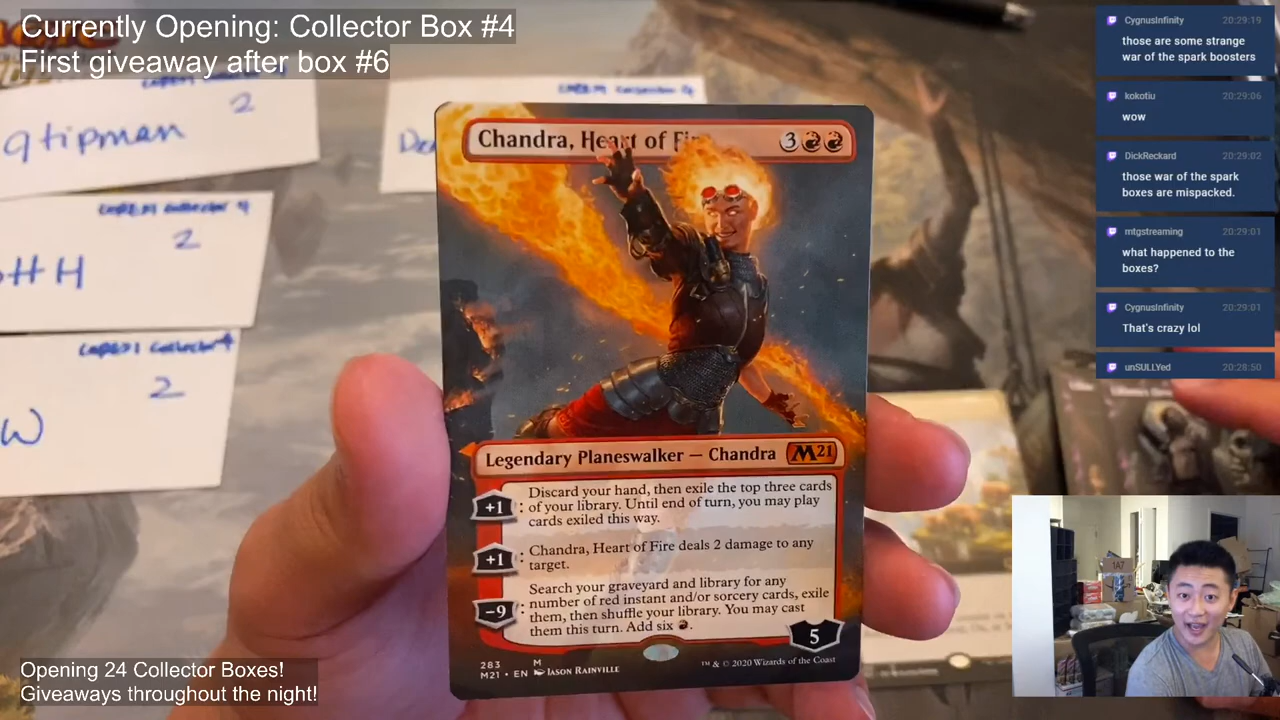 Currently Opening: Collector Box #4
First giveaway after box #6
2
qtipman
2
HH
2
W
Chandra, Heart of Fi
3
Legendary Planeswalker — Chandra
M21
+1
: Discard your hand, then exile the top three cards
of your library. Until end of turn, you may play
cards exiled this way.
+1
: Chandra, Heart of Fire deals 2 damage to any
target.
−9
: Search your graveyard and library for any
number of red instant and/or sorcery cards, exile
them, then shuffle your library. You may cast
them this turn. Add six .
5
283 M
M21 • EN JASON RAINVILLE
™ & © 2020 Wizards of the Coast
CygnusInfinity 20:29:19
those are some strange
war of the spark boosters
kokotiu 20:29:06
wow
DickReckard 20:29:02
those war of the spark
boxes are mispacked.
mtgstreaming 20:29:01
what happened to the
boxes?
CygnusInfinity 20:29:01
That's crazy lol
unSULLYed 20:28:50
1A7
Opening 24 Collector Boxes!
Giveaways throughout the night!